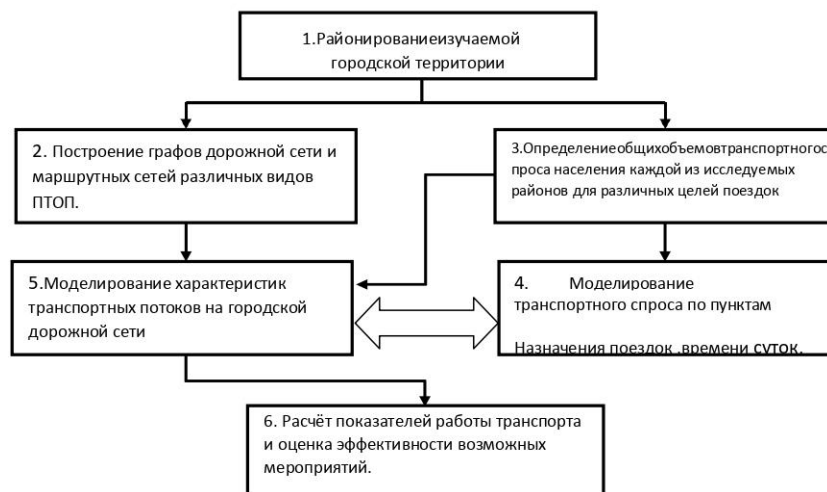 1.Районированиеизучаемой
городской территории
2. Построение графов дорожной сети и
маршрутных сетей различных видов
ПТОП.
3.Определениеобщихобъемовтранспортногос
проса населения каждой из исследуемых
районов для различных целей поездок
5.Моделирование характеристик
транспортных потоков на городской
дорожной сети
4. Моделирование
транспортного спроса по пунктам
Назначения поездок ,времени суток.
6. Расчёт показателей работы транспорта
и оценка эффективности возможных
мероприятий.